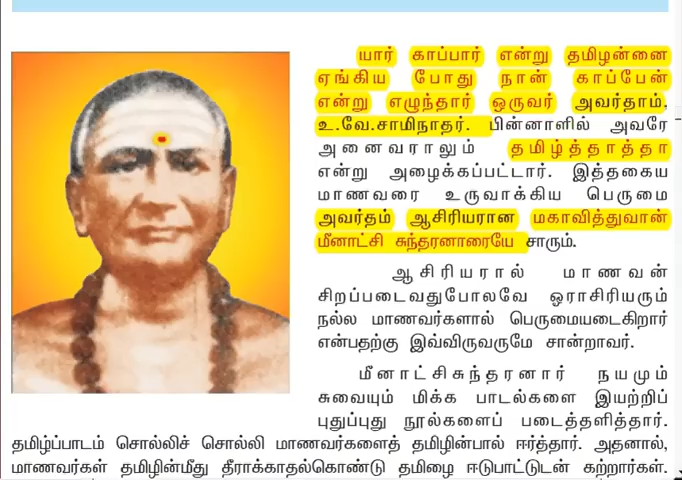 யார் காப்பார் என்று தமிழன்னை
ஏங்கிய போது நான் காப்பேன்
என்று எழுந்தார் ஒருவர் அவர்தாம்,
உ.வே.சாமிநாதர். பின்னாளில் அவரே
அனைவராலும் தமிழ்த்தாத்தா
என்று அழைக்கப்பட்டார். இத்தகைய
மாணவரை உருவாக்கிய பெருமை
அவர்தம் ஆசிரியரான மகாவித்துவான்
மீனாட்சி சுந்தரனாரையே சாரும்.
ஆசிரியரால் மாணவன்
சிறப்படைவதுபோலவே ஓராசிரியரும்
நல்ல மாணவர்களால் பெருமையடைகிறார்
என்பதற்கு இவ்விருவருமே சான்றாவர்.
மீனாட்சிசுந்தரனார் நயமும்
சுவையும் மிக்க பாடல்களை இயற்றிப்
புதுப்புது நூல்களைப் படைத்தளித்தார்.
தமிழ்ப்பாடம் சொல்லிச் சொல்லி மாணவர்களைத் தமிழின்பால் ஈர்த்தார். அதனால்,
மாணவர்கள் தமிழின்மீது தீராக்காதல்கொண்டு தமிழை ஈடுபாட்டுடன் கற்றார்கள்.